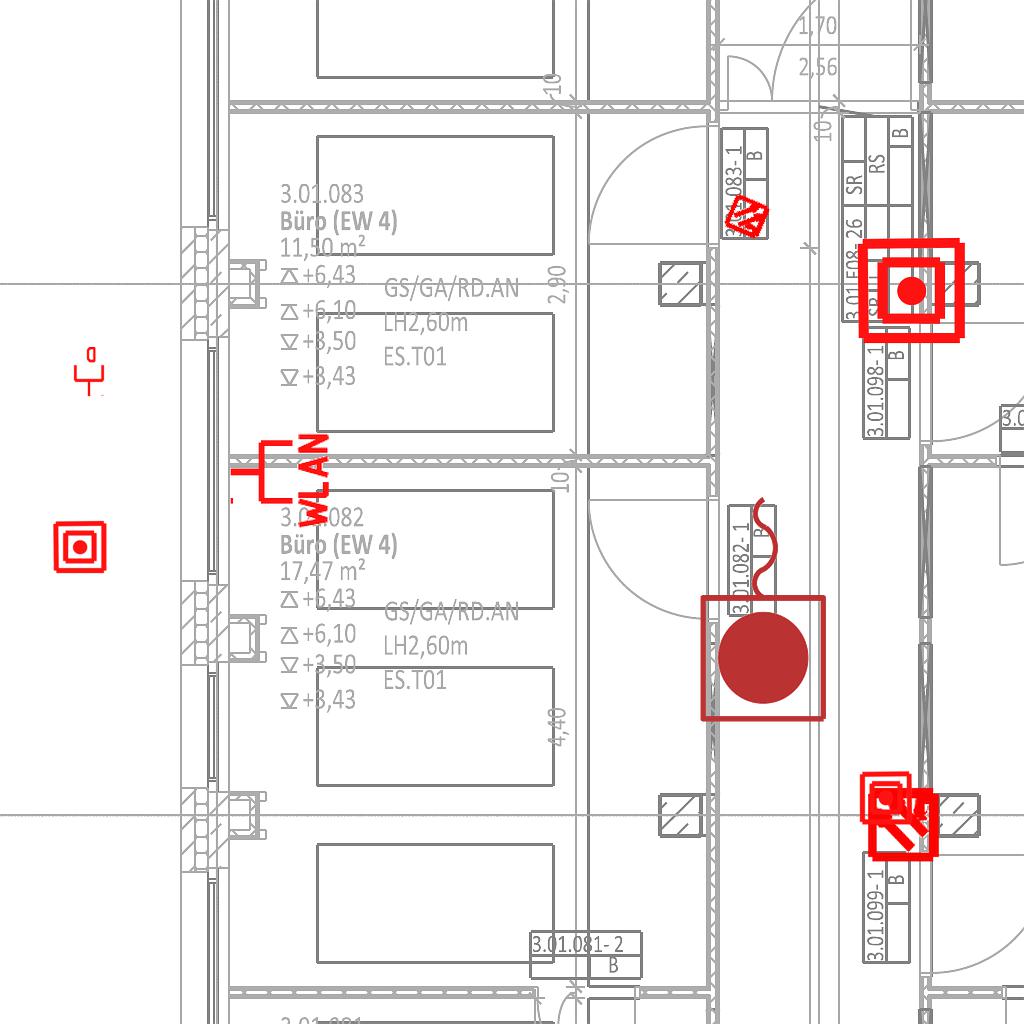 1,70
2,56
10
10
B
B
RS
SR
3.01.083
Büro (EW 4)
11,50 m²
+6,43
+6,10
+3,50
+3,43
GS/GA/RD.AN
LH2,60m
ES.T01
2,90
a
B
3.01.098- 1
3.0
WLAN
10
3.01.082
Büro (EW 4)
17,47 m²
+6,43
+6,10
+3,50
+3,43
GS/GA/RD.AN
LH2,60m
ES.T01
3.01.082- 1
B
4,40
B
3.01.099- 1
3.01.081- 2
B
3.01.081